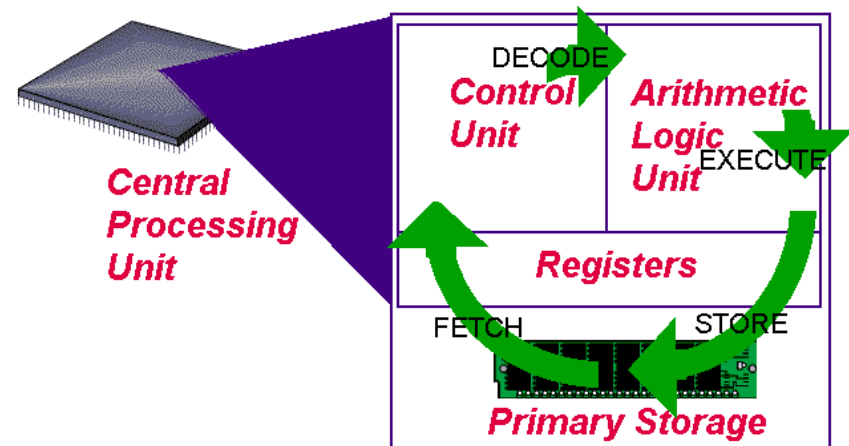 DECODE
Control
Unit
Arithmetic
Logic
Unit
EXECUTE
Central
Processing
Unit
Registers
FETCH
STORE
Primary Storage